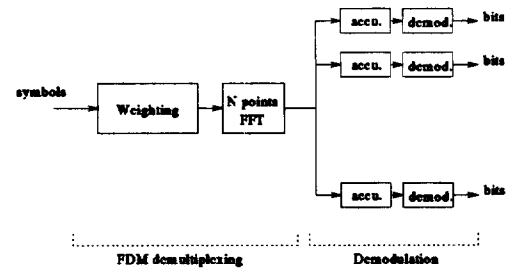 accu. demod. bits
accu. demod. bits
symbols
Weighting
N points
FFT
accu. demod. bits
FDM demultiplexing Demodulation